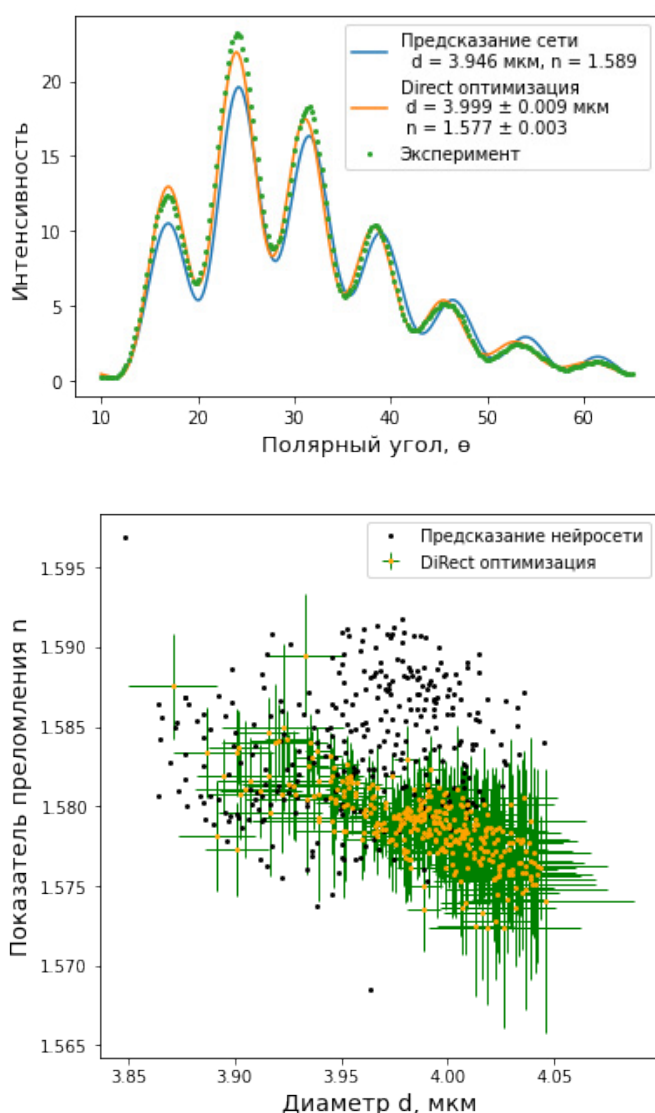 Предсказание сети
d = 3.946 мкм, n = 1.589
Direct оптимизация
d = 3.999 ± 0.009 мкм
n = 1.577 ± 0.003
Эксперимент
Интенсивность
20
15
10
5
0
10 20 30 40 50 60
Полярный угол, ɵ
Предсказание нейросети
DiRect оптимизация
Показатель преломления n
1.595
1.590
1.585
1.580
1.575
1.570
1.565
3.85 3.90 3.95 4.00 4.05
Диаметр d, мкм